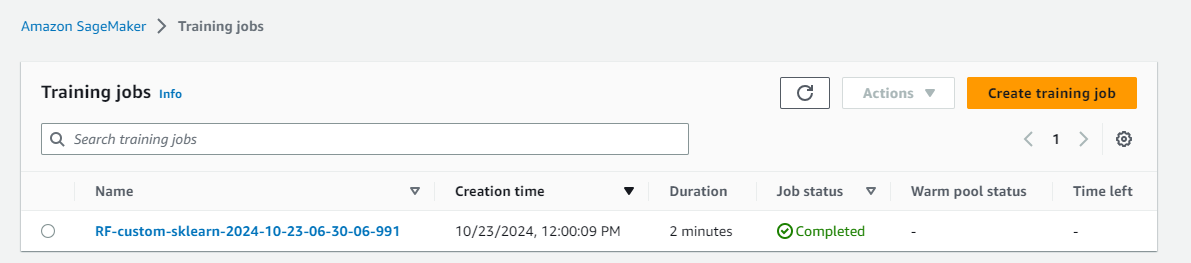 Amazon SageMaker > Training jobs
Training jobs Info Actions Create training job
Search training jobs 1
Name Creation time Duration Job status Warm pool status Time left
RF-custom-sklearn-2024-10-23-06-30-06-991 10/23/2024, 12:00:09 PM 2 minutes Completed - -